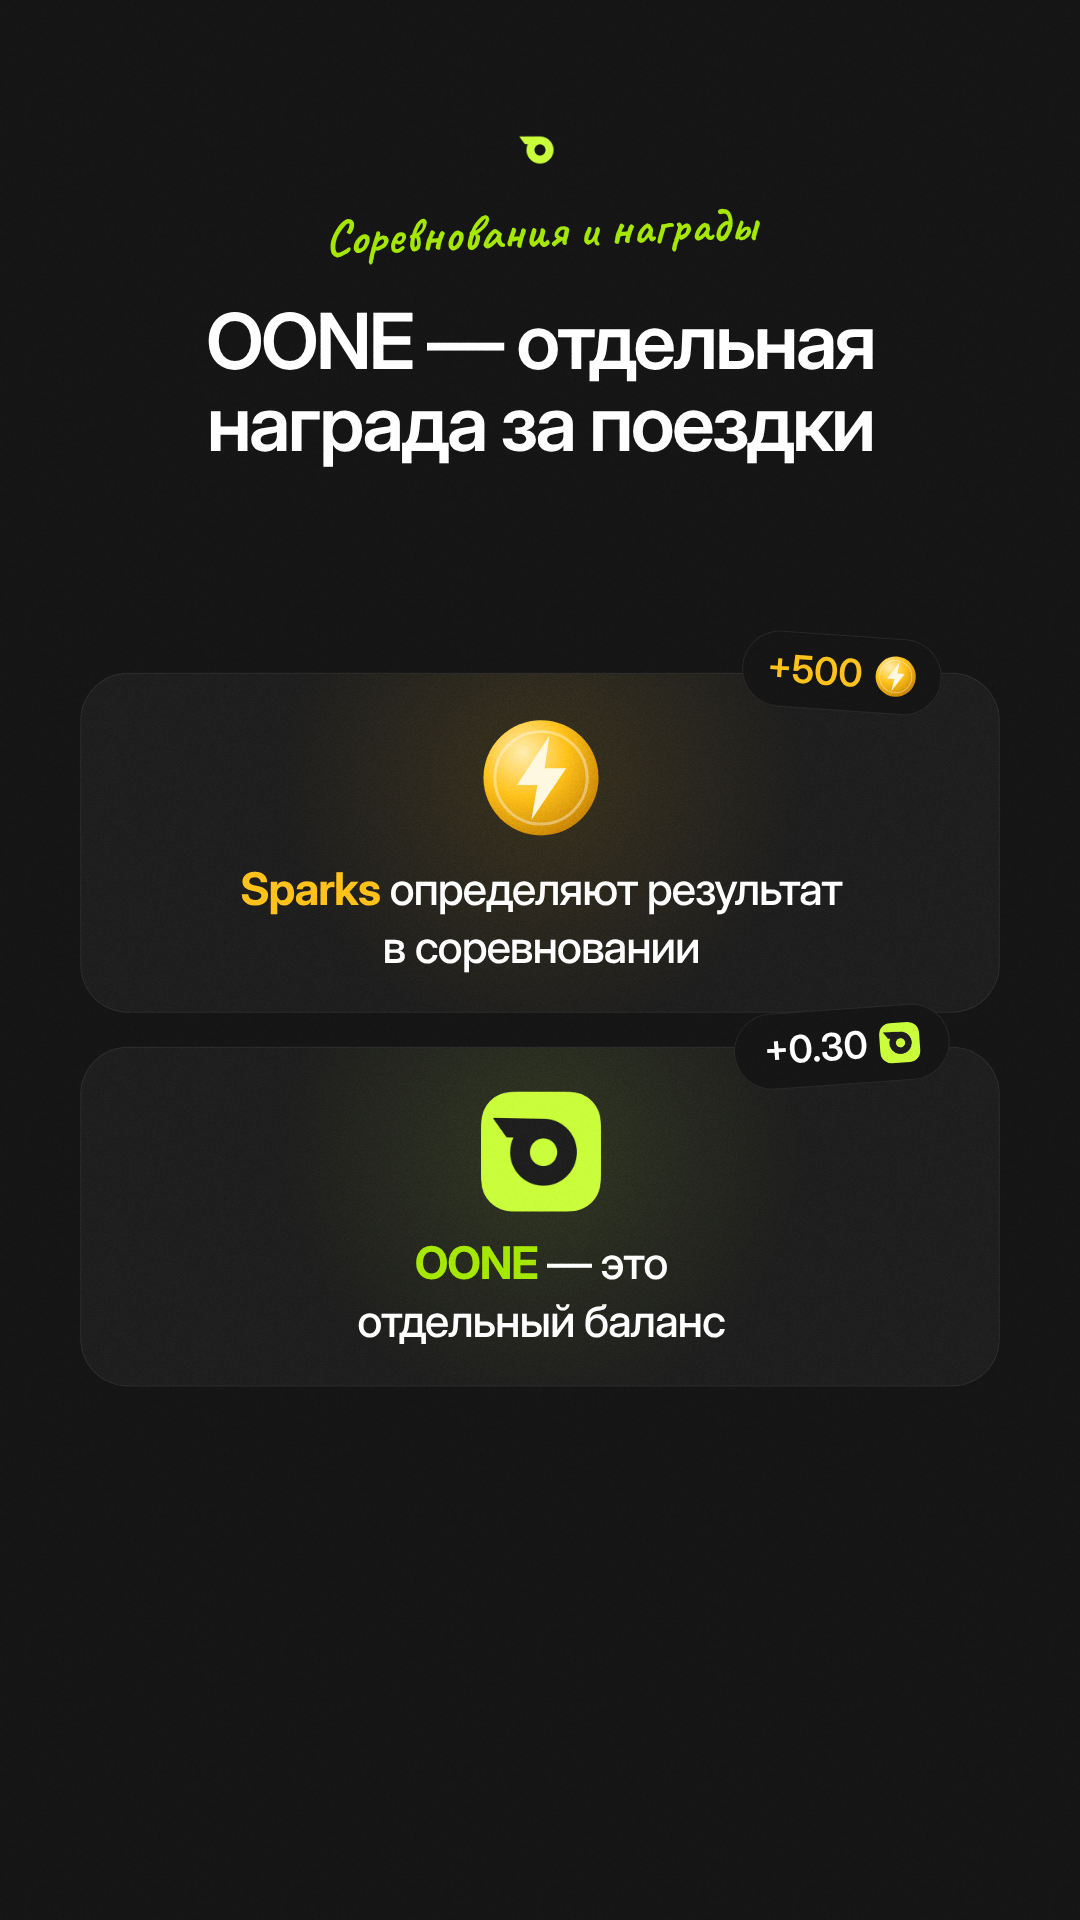 Соревнования и награды
OONE — отдельная
награда за поездки
+500
Sparks определяют результат
в соревновании
+0.30
OONE — это
отдельный баланс